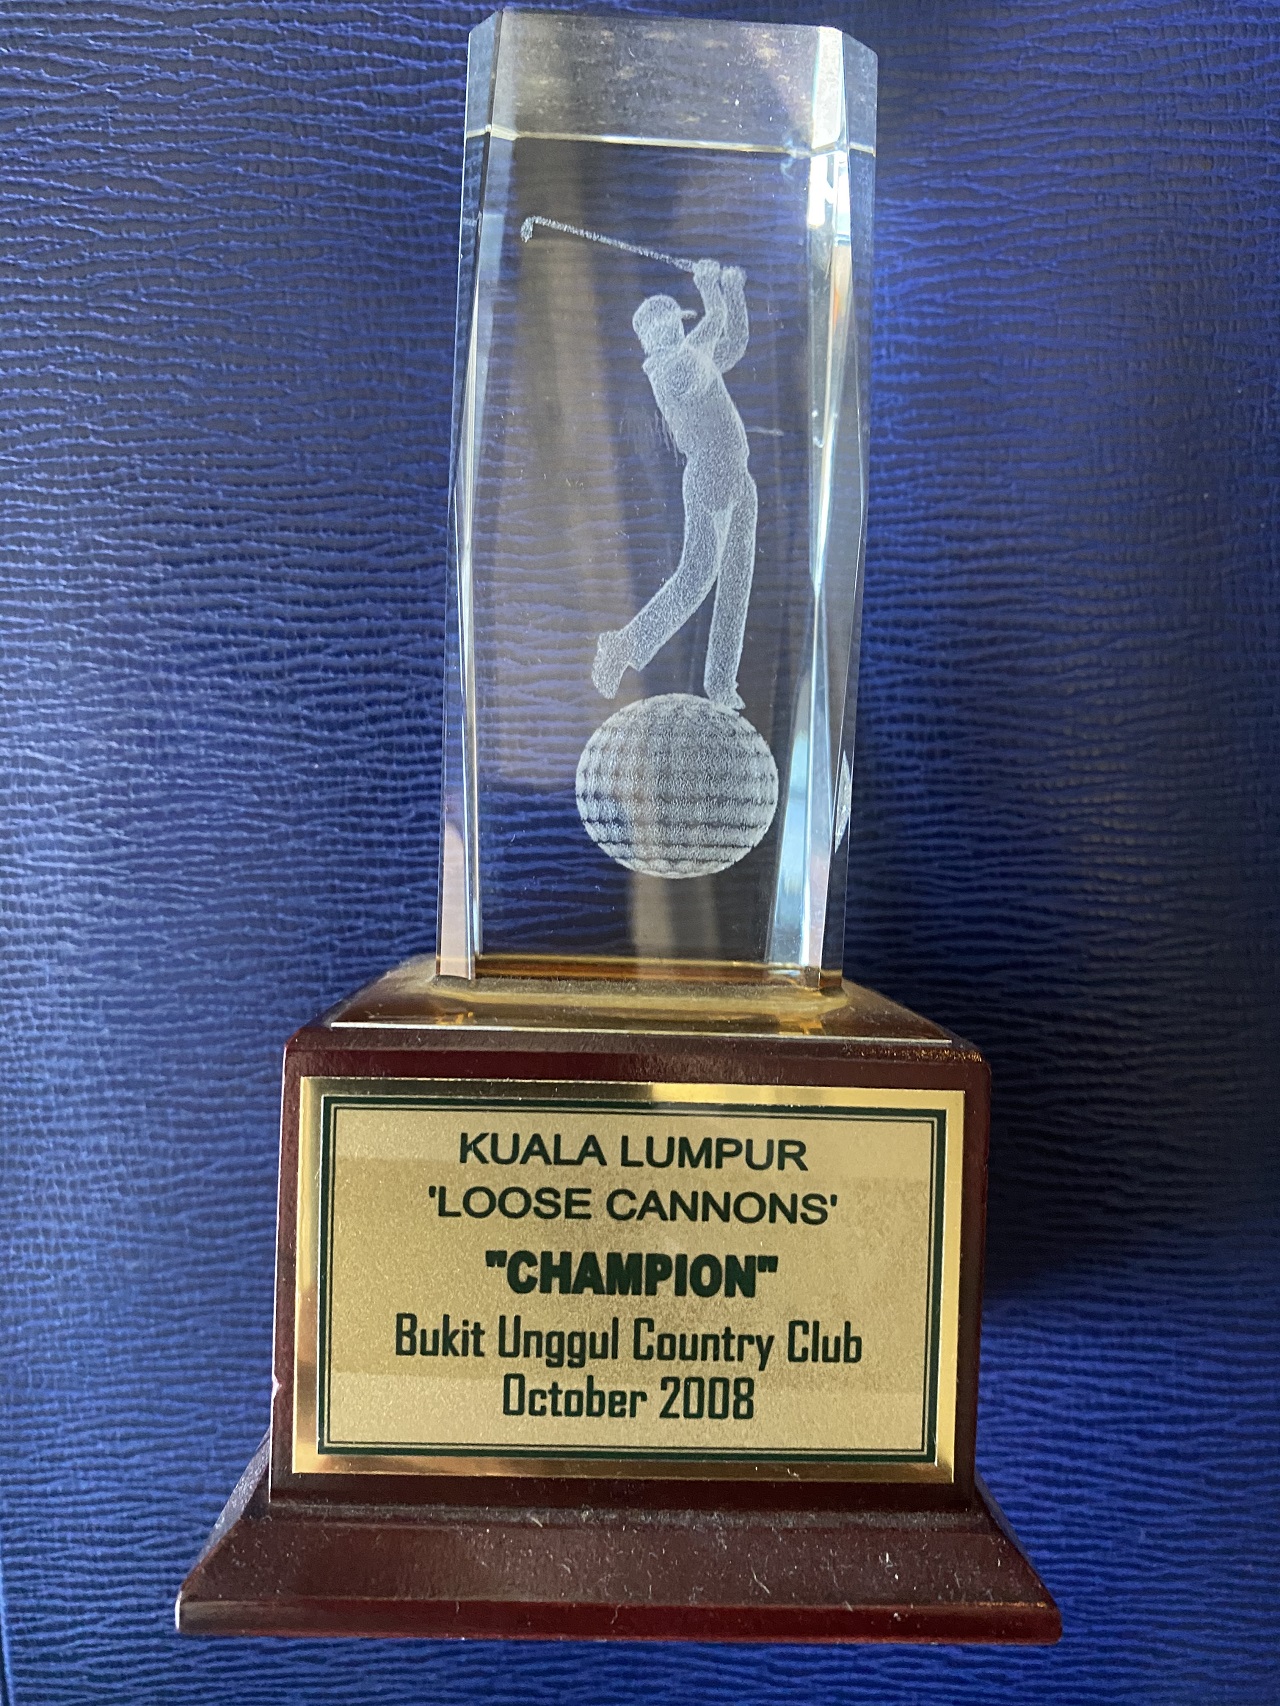 KUALA LUMPUR
'LOOSE CANNONS'
"CHAMPION"
Bukit Unggul Country Club
October 2008